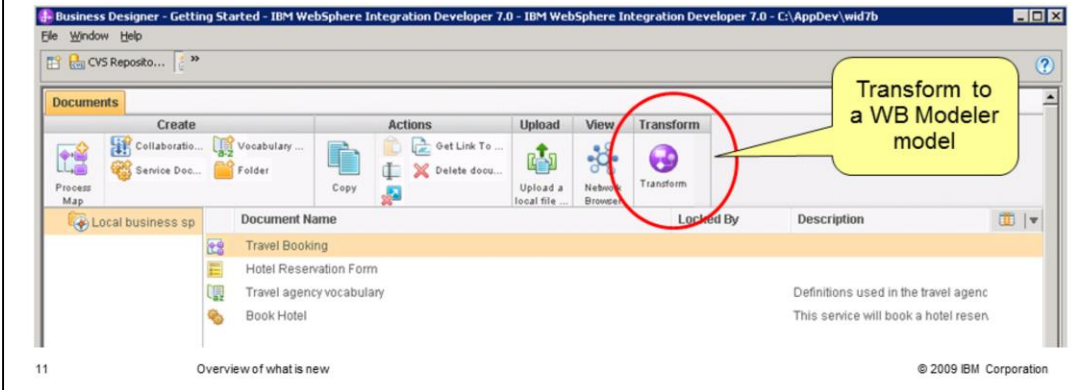 Business Designer - Getting Started - IBM WebSphere Integration Developer 7.0 - IBM WebSphere Integration Developer 7.0 - C:\AppDev\wid7b
File Window Help
CVS Reposito... »
Documents
Create Actions Upload View Transform
Collaboratio... Vocabulary ... Get Link To ...
Service Doc... Folder Delete docu...
Process Map
Copy
Upload a local file ...
Network Browser
Transform
Transform to
a WB Modeler
model
Local business sp
Document Name Locked By Description
Travel Booking
Hotel Reservation Form
Travel agency vocabulary Definitions used in the travel agenc
Book Hotel This service will book a hotel reser
11 Overview of what is new © 2009 IBM Corporation